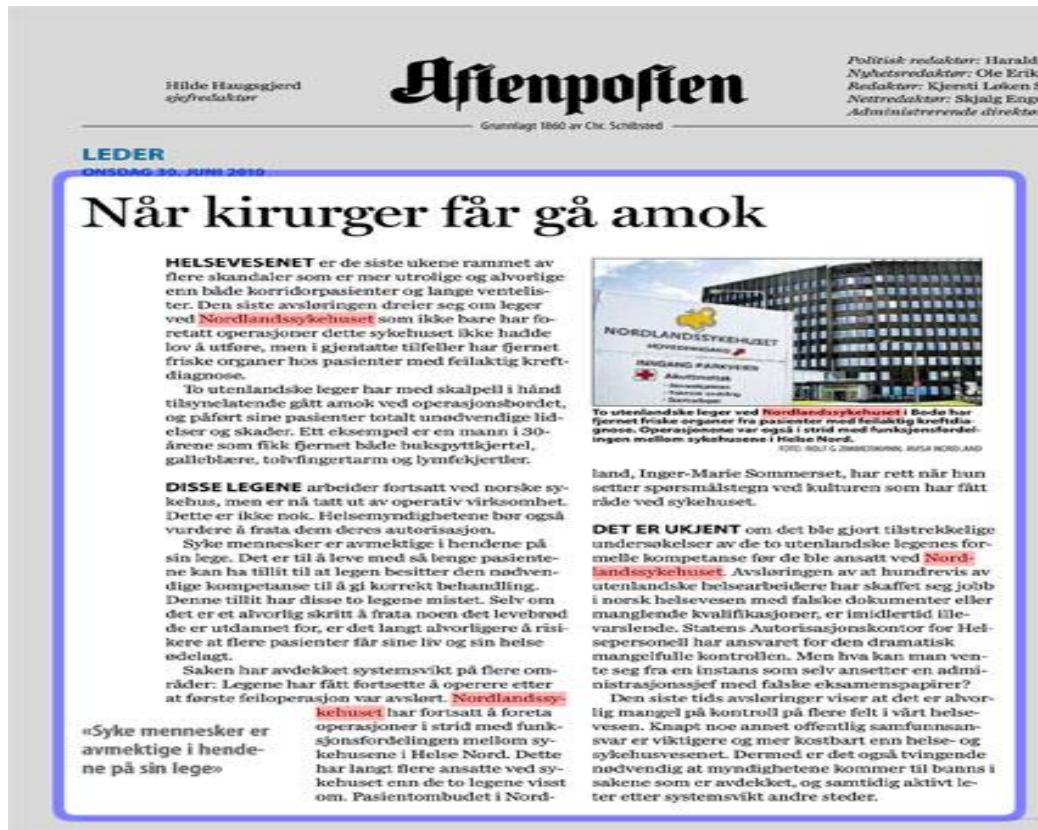 Hilde Haugsgjerd
sjefredaktør
Aftenposten
Grunnlagt 1860 av Chr. Schibsted
Politisk redaktør: Harald
Nyhetsredaktør: Ole Erik
Redaktør: Kjersti Løken S
Nettredaktør: Skjalg Eng
Administrerende direktø
LEDER
ONSDAG 30. JUNI 2010
Når kirurger får gå amok
HELSEVESENET er de siste ukene rammet av
flere skandaler som er mer utrolige og alvorlige
enn både korridorpasienter og lange ventelis-
ter. Den siste avsløringen dreier seg om leger
ved Nordlandssykehuset som ikke bare har fo-
retatt operasjoner dette sykehuset ikke hadde
lov å utføre, men i gjentatte tilfeller har fjernet
friske organer hos pasienter med feilaktig kreft-
diagnose.
To utenlandske leger har med skalpell i hånd
tilsynelatende gått amok ved operasjonsbordet,
og påført sine pasienter totalt unødvendige lid-
elser og skader. Ett eksempel er en mann i 30-
årene som fikk fjernet både bukspyttkjertel,
galleblære, tolvfingertarm og lymfekjertler.
DISSE LEGENE arbeider fortsatt ved norske sy-
kehus, men er nå tatt ut av operativ virksomhet.
Dette er ikke nok. Helsemyndighetene bør også
vurdere å frata dem deres autorisasjon.
Syke mennesker er avmektige i hendene på
sin lege. Det er til å leve med så lenge pasiente-
ne kan ha tillit til at legen besitter den nødven-
dige kompetanse til å gi korrekt behandling.
Denne tillit har disse to legene mistet. Selv om
det er et alvorlig skritt å frata noen det levebrød
de er utdannet for, er det langt alvorligere å risi-
kere at flere pasienter får sine liv og sin helse
ødelagt.
Saken har avdekket systemsvikt på flere om-
råder: Legene har fått fortsette å operere etter
at første feiloperasjon var avslørt. Nordlandssy-
kehuset har fortsatt å foreta
operasjoner i strid med funk-
sjonsfordelingen mellom sy-
kehusene i Helse Nord. Dette
har langt flere ansatte ved sy-
kehuset enn de to legene visst
om. Pasientombudet i Nord-
«Syke mennesker er
avmektige i hende-
ne på sin lege»
NORDLANDSSYKEHUSET
HOVEDINNGANG
INNGANG PARKVEIEN
Akuttmottak
To utenlandske leger ved Nordlandssykehuset i Bodø har
fjernet friske organer fra pasienter med feilaktig kreftdia-
gnose. Operasjonene var også i strid med funksjonsfordel-
ingen mellom sykehusene i Helse Nord.
AVISA NORDLAND
land, Inger-Marie Sommerset, har rett når hun
setter spørsmålstegn ved kulturen som har fått
råde ved sykehuset.
DET ER UKJENT om det ble gjort tilstrekkelige
undersøkelser av de to utenlandske legenes for-
melle kompetanse før de ble ansatt ved Nord-
landssykehuset. Avsløringen av at hundrevis av
utenlandske helsearbeidere har skaffet seg jobb
i norsk helsevesen med falske dokumenter eller
manglende kvalifikasjoner, er imidlertid ille-
varslende. Statens Autorisasjonskontor for Hel-
sepersonell har ansvaret for den dramatisk
mangelfulle kontrollen. Men hva kan man ven-
te seg fra en instans som selv ansetter en admi-
nistrasjonssjef med falske eksamenspapirer?
Den siste tids avsløringer viser at det er alvor-
lig mangel på kontroll på flere felt i vårt helse-
vesen. Knapt noe annet offentlig samfunnsan-
svar er viktigere og mer kostbart enn helse- og
sykehusvesenet. Dermed er det også tvingende
nødvendig at myndighetene kommer til bunns i
sakene som er avdekket, og samtidig aktivt le-
ter etter systemsvikt andre steder.